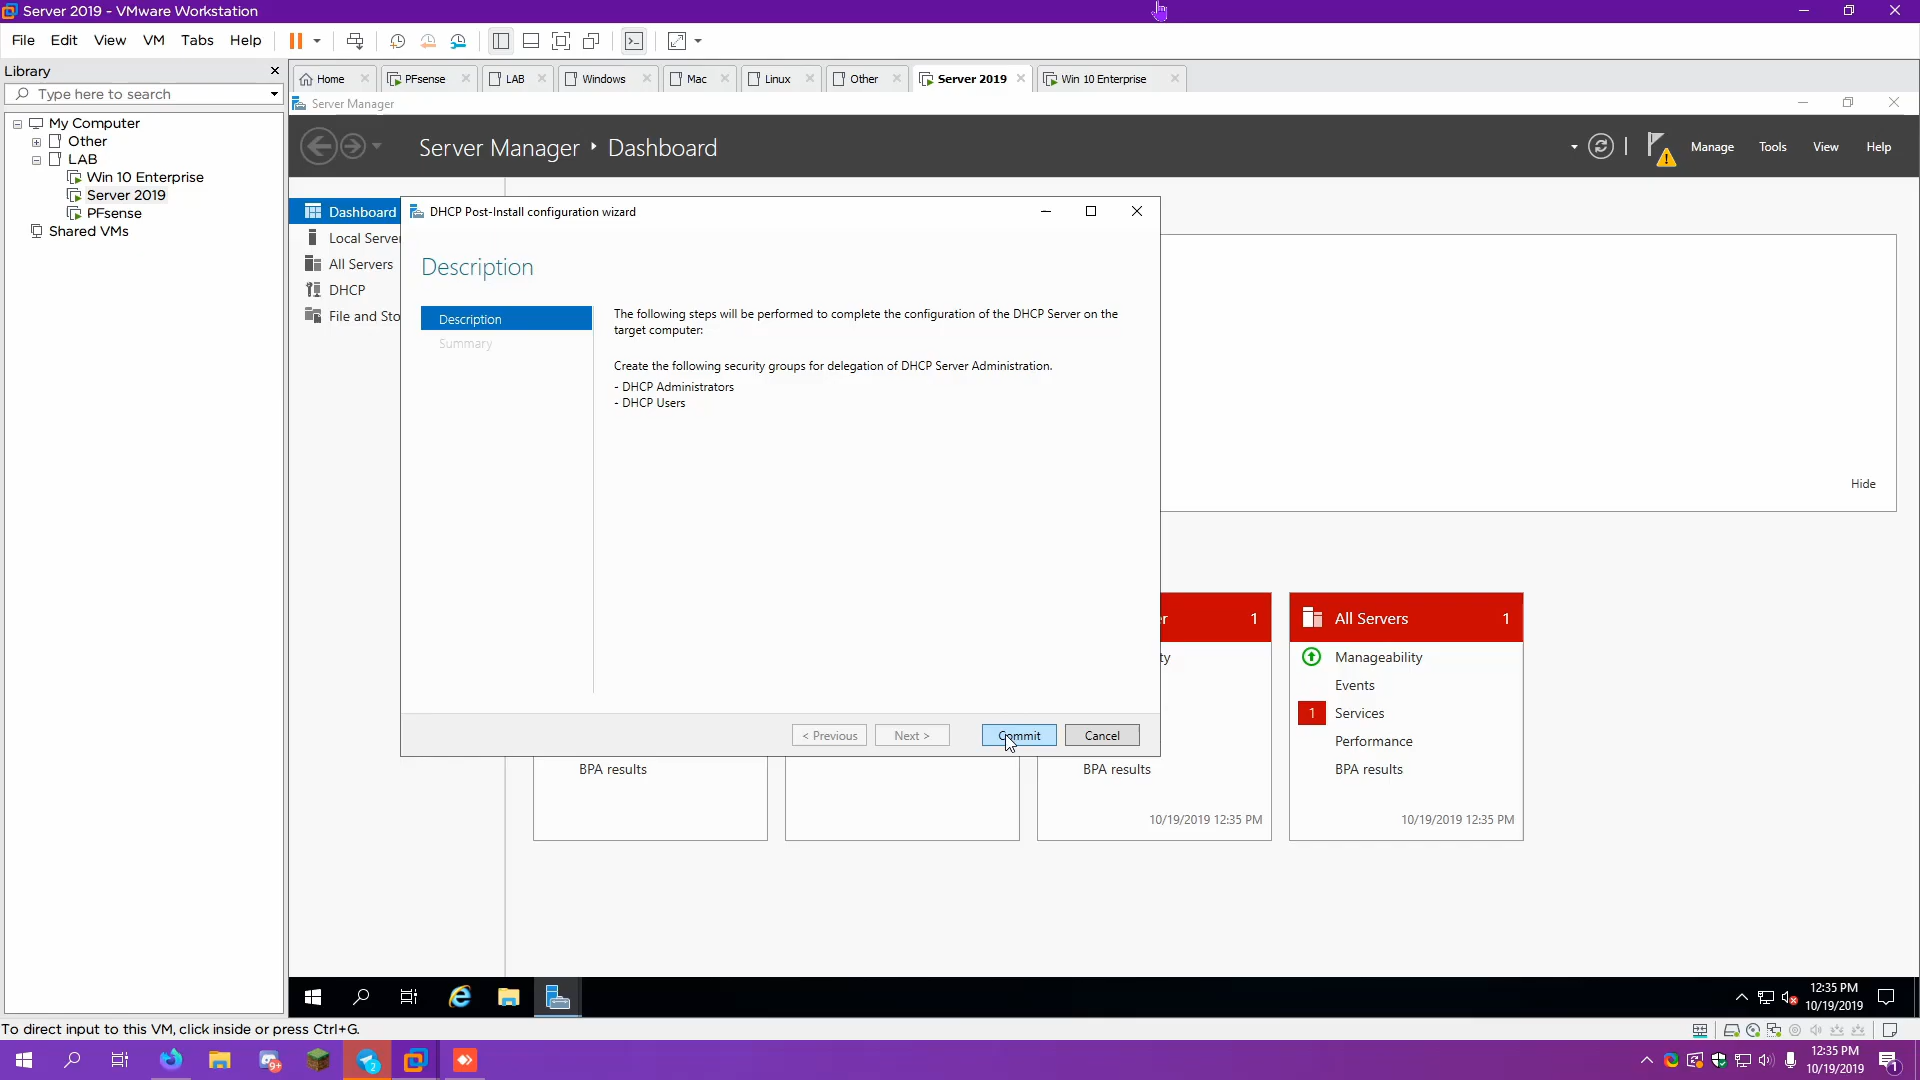 Server 2019 - VMware Workstation
File Edit View VM Tabs Help
Library
Type here to search
My Computer
Other
LAB
Win 10 Enterprise
Server 2019
PFsense
Shared VMs
Home PFsense LAB Windows Mac Linux Other Server 2019 Win 10 Enterprise
Server Manager
Server Manager ‣ Dashboard
Manage Tools View Help
Dashboard
Local Server
All Servers
DHCP
File and Sto
DHCP Post-Install configuration wizard
Description
Description
Summary
The following steps will be performed to complete the configuration of the DHCP Server on the
target computer:
Create the following security groups for delegation of DHCP Server Administration.
- DHCP Administrators
- DHCP Users
< Previous Next > Commit Cancel
Hide
er 1
ty
All Servers 1
Manageability
Events
1 Services
Performance
BPA results
BPA results
BPA results
10/19/2019 12:35 PM
10/19/2019 12:35 PM
12:35 PM
10/19/2019
To direct input to this VM, click inside or press Ctrl+G.
9+
2
12:35 PM
10/19/2019
1